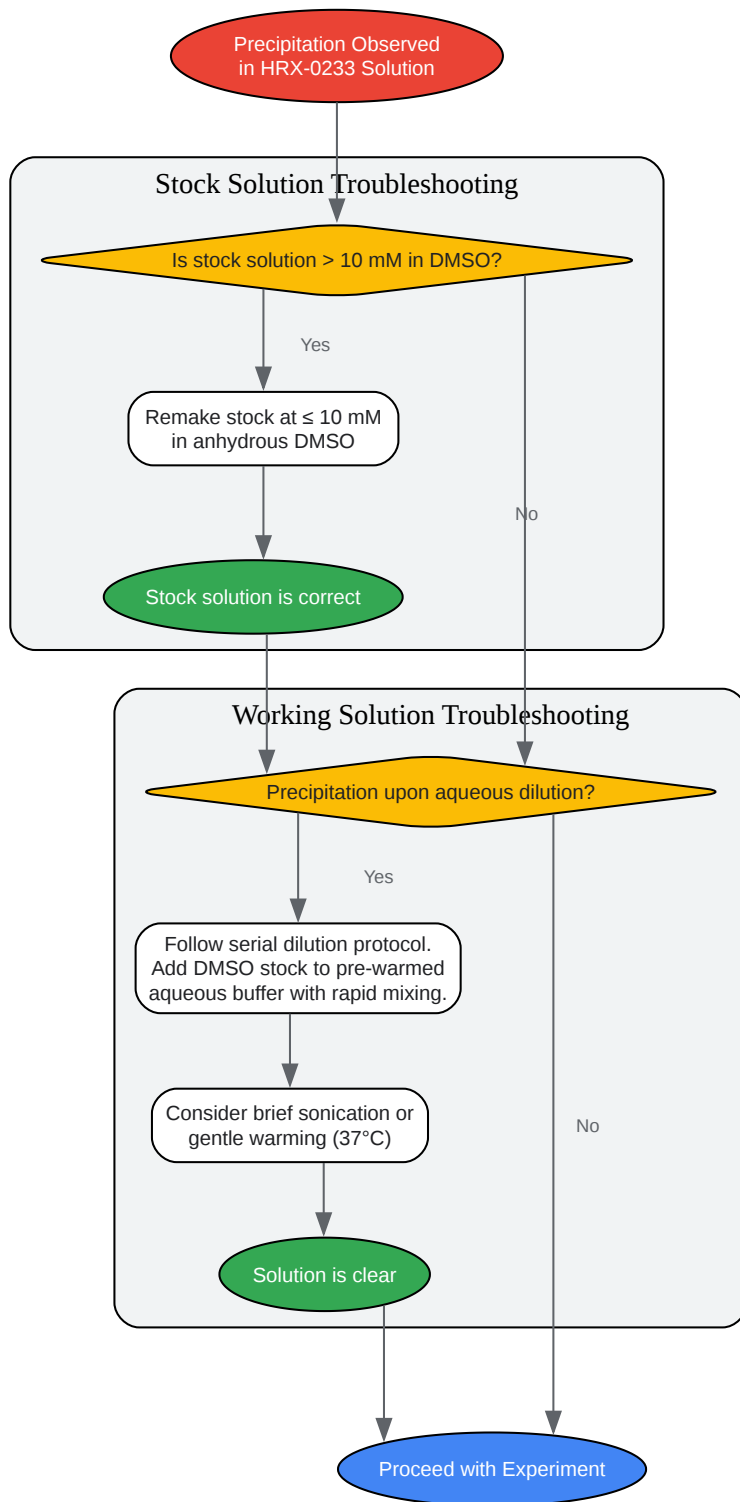 Precipitation Observed
in HRX-0233 Solution
Stock Solution Troubleshooting
Is stock solution > 10 mM in DMSO?
Yes
Remake stock at ≤ 10 mM
in anhydrous DMSO
No
Stock solution is correct
Working Solution Troubleshooting
Precipitation upon aqueous dilution?
Yes
Follow serial dilution protocol.
Add DMSO stock to pre-warmed
aqueous buffer with rapid mixing.
Consider brief sonication or
gentle warming (37°C)
No
Solution is clear
Proceed with Experiment